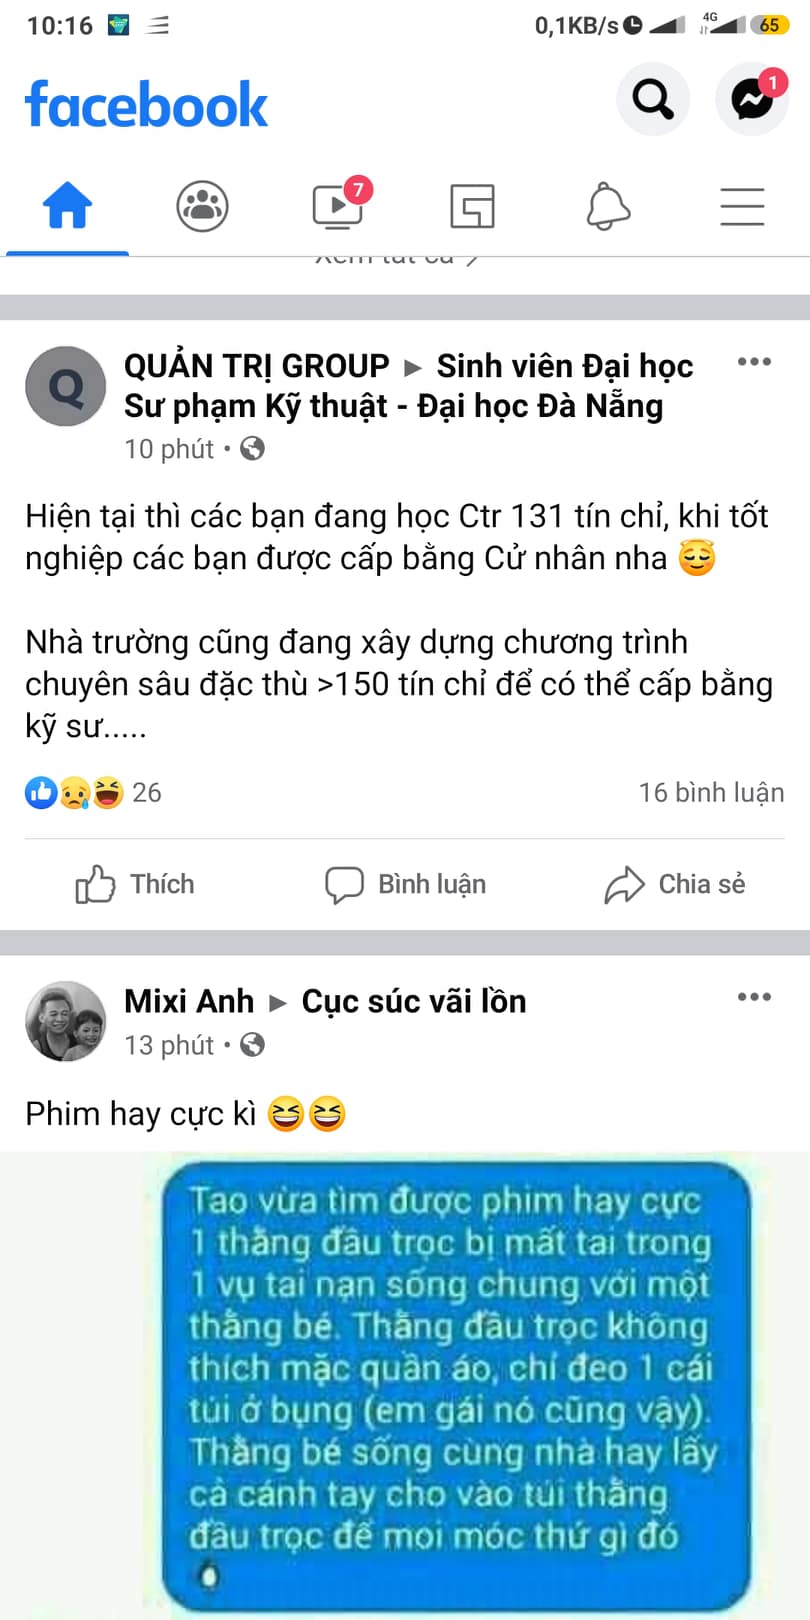 10:16
0,1KB/s
4G
65
facebook
1
7
QUẢN TRỊ GROUP ▸ Sinh viên Đại học
Sư phạm Kỹ thuật - Đại học Đà Nẵng
Q
10 phút •
Hiện tại thì các bạn đang học Ctr 131 tín chỉ, khi tốt
nghiệp các bạn được cấp bằng Cử nhân nha 😇
Nhà trường cũng đang xây dựng chương trình
chuyên sâu đặc thù >150 tín chỉ để có thể cấp bằng
kỹ sư.....
26
16 bình luận
Thích
Bình luận
Chia sẻ
Mixi Anh ▸ Cục súc vãi lồn
13 phút •
Phim hay cực kì 😆😆
Tao vừa tìm được phim hay cực
1 thằng đầu trọc bị mất tai trong
1 vụ tai nạn sống chung với một
thằng bé. Thằng đầu trọc không
thích mặc quần áo, chỉ đeo 1 cái
túi ở bụng (em gái nó cũng vậy).
Thằng bé sống cùng nhà hay lấy
cả cánh tay cho vào túi thằng
đầu trọc để moi móc thứ gì đó